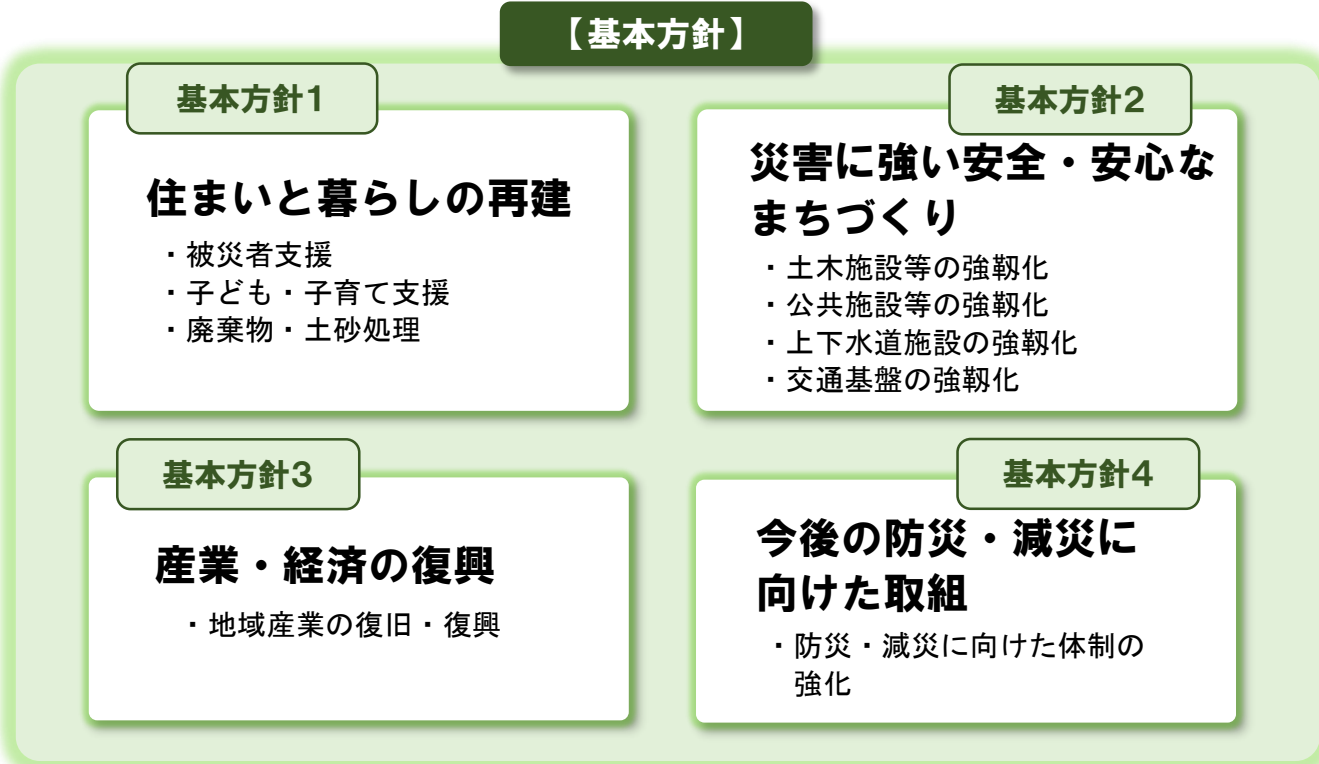 【基本方針】
基本方針1
住まいと暮らしの再建
・被災者支援
・子ども・子育て支援
・廃棄物・土砂処理
基本方針2
災害に強い安全・安心な
まちづくり
・土木施設等の強靱化
・公共施設等の強靱化
・上下水道施設の強靱化
・交通基盤の強靱化
基本方針3
産業・経済の復興
・地域産業の復旧・復興
基本方針4
今後の防災・減災に
向けた取組
・防災・減災に向けた体制の
強化